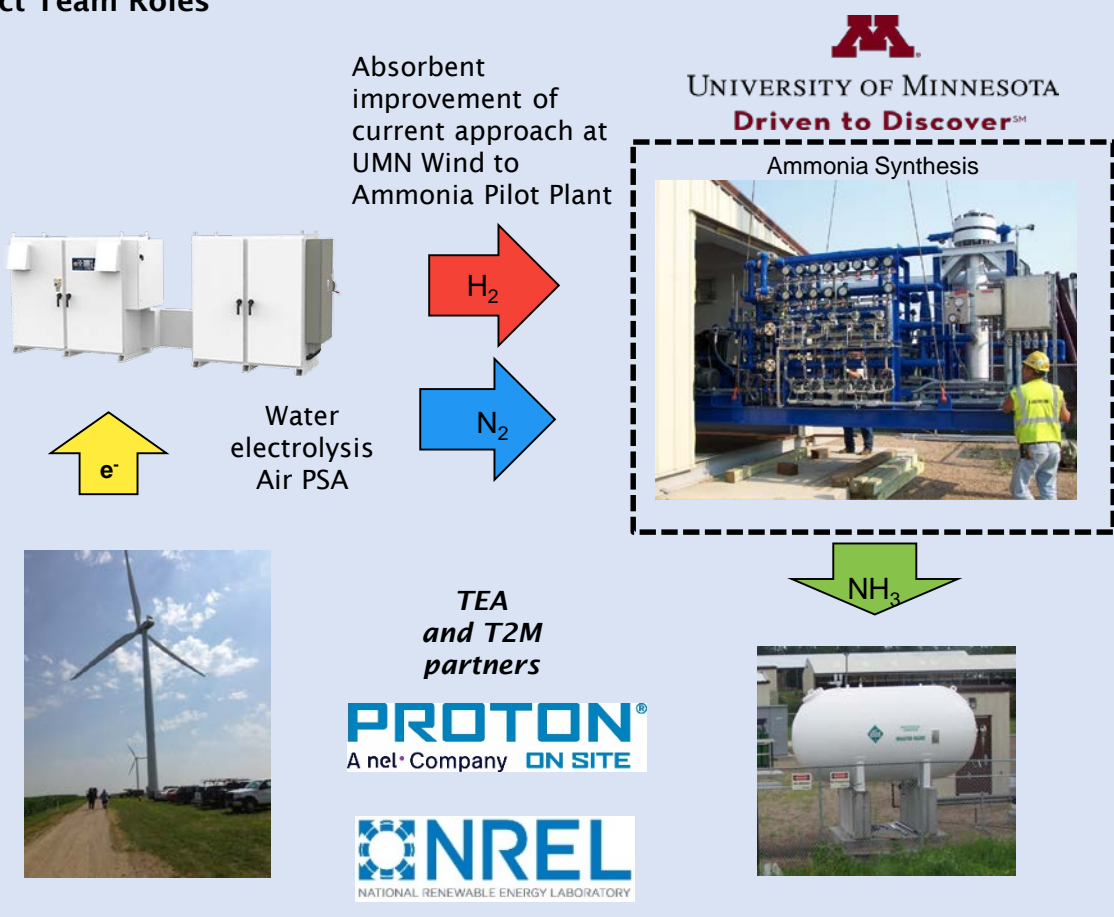 ct Team Roles
Absorbent
improvement of
current approach at
UMN Wind to
Ammonia Pilot Plant
UNIVERSITY OF MINNESOTA
Driven to Discover℠
Ammonia Synthesis
H₂
N₂
e⁻
Water
electrolysis
Air PSA
NH₃
TEA
and T2M
partners
PROTON®
A nel• Company ON SITE
NREL
NATIONAL RENEWABLE ENERGY LABORATORY